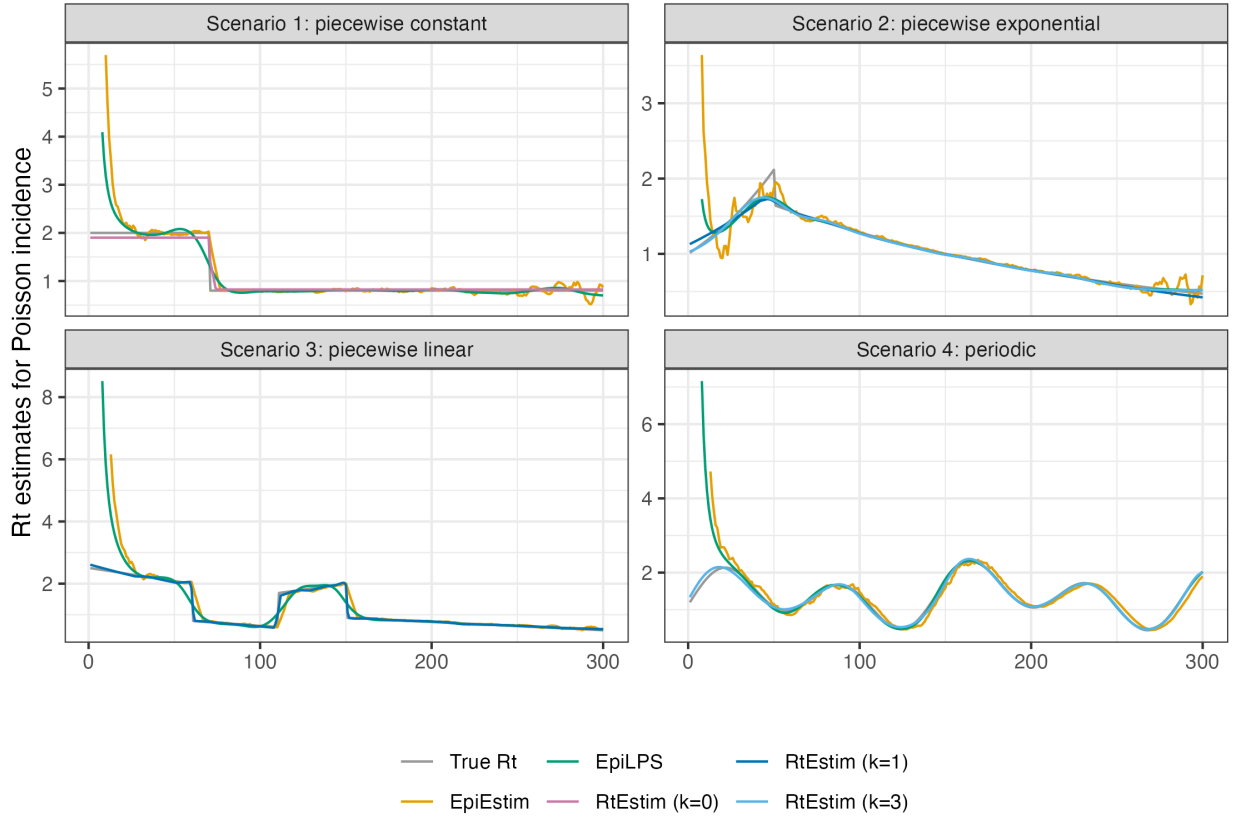 Scenario 1: piecewise constant
Scenario 2: piecewise exponential
Rt estimates for Poisson incidence
5
4
3
2
1
3
2
1
Scenario 3: piecewise linear
Scenario 4: periodic
8
6
4
2
6
4
2
0
100
200
300
0
100
200
300
True Rt
EpiLPS
RtEstim (k=1)
EpiEstim
RtEstim (k=0)
RtEstim (k=3)